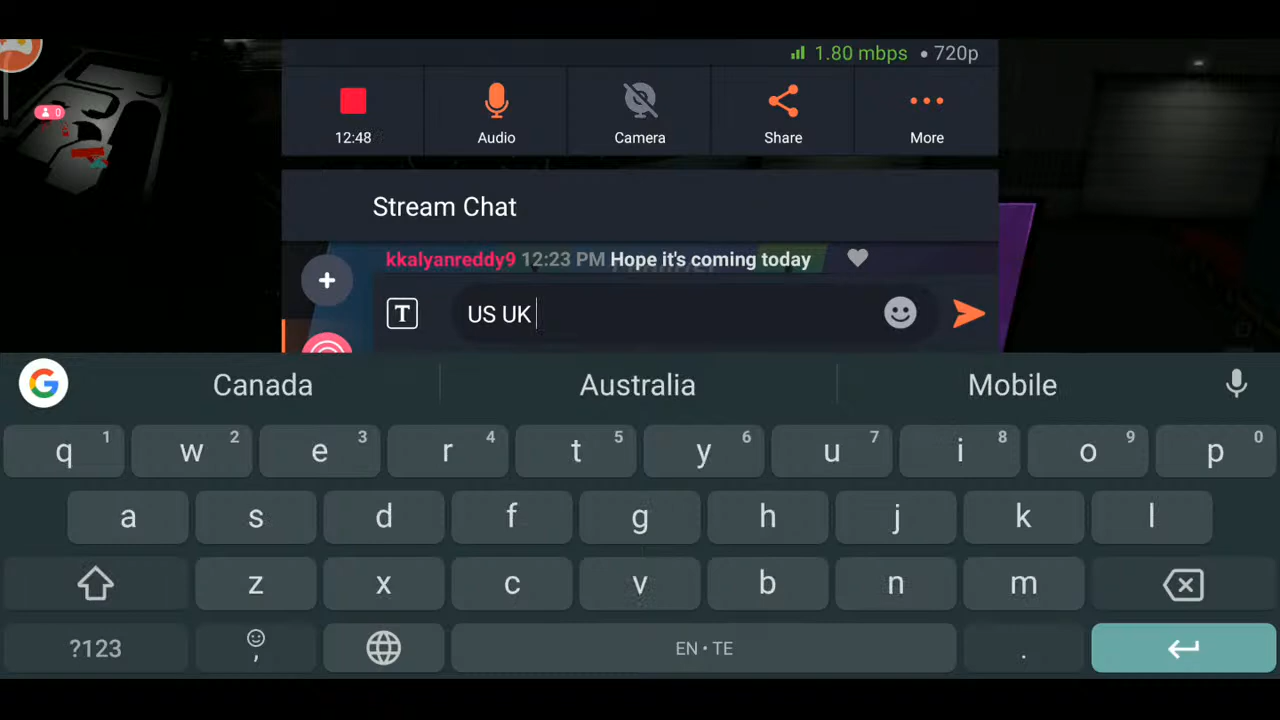 1.80 mbps • 720p
0
12:48
Audio
Camera
Share
More
Stream Chat
kkalyanreddy9 12:23 PM Hope it's coming today
T
US UK
G
Canada
Australia
Mobile
q 1 w 2 e 3 r 4 t 5 y 6 u 7 i 8 o 9 p 0
a s d f g h j k l
z x c v b n m
?123 , EN • TE .